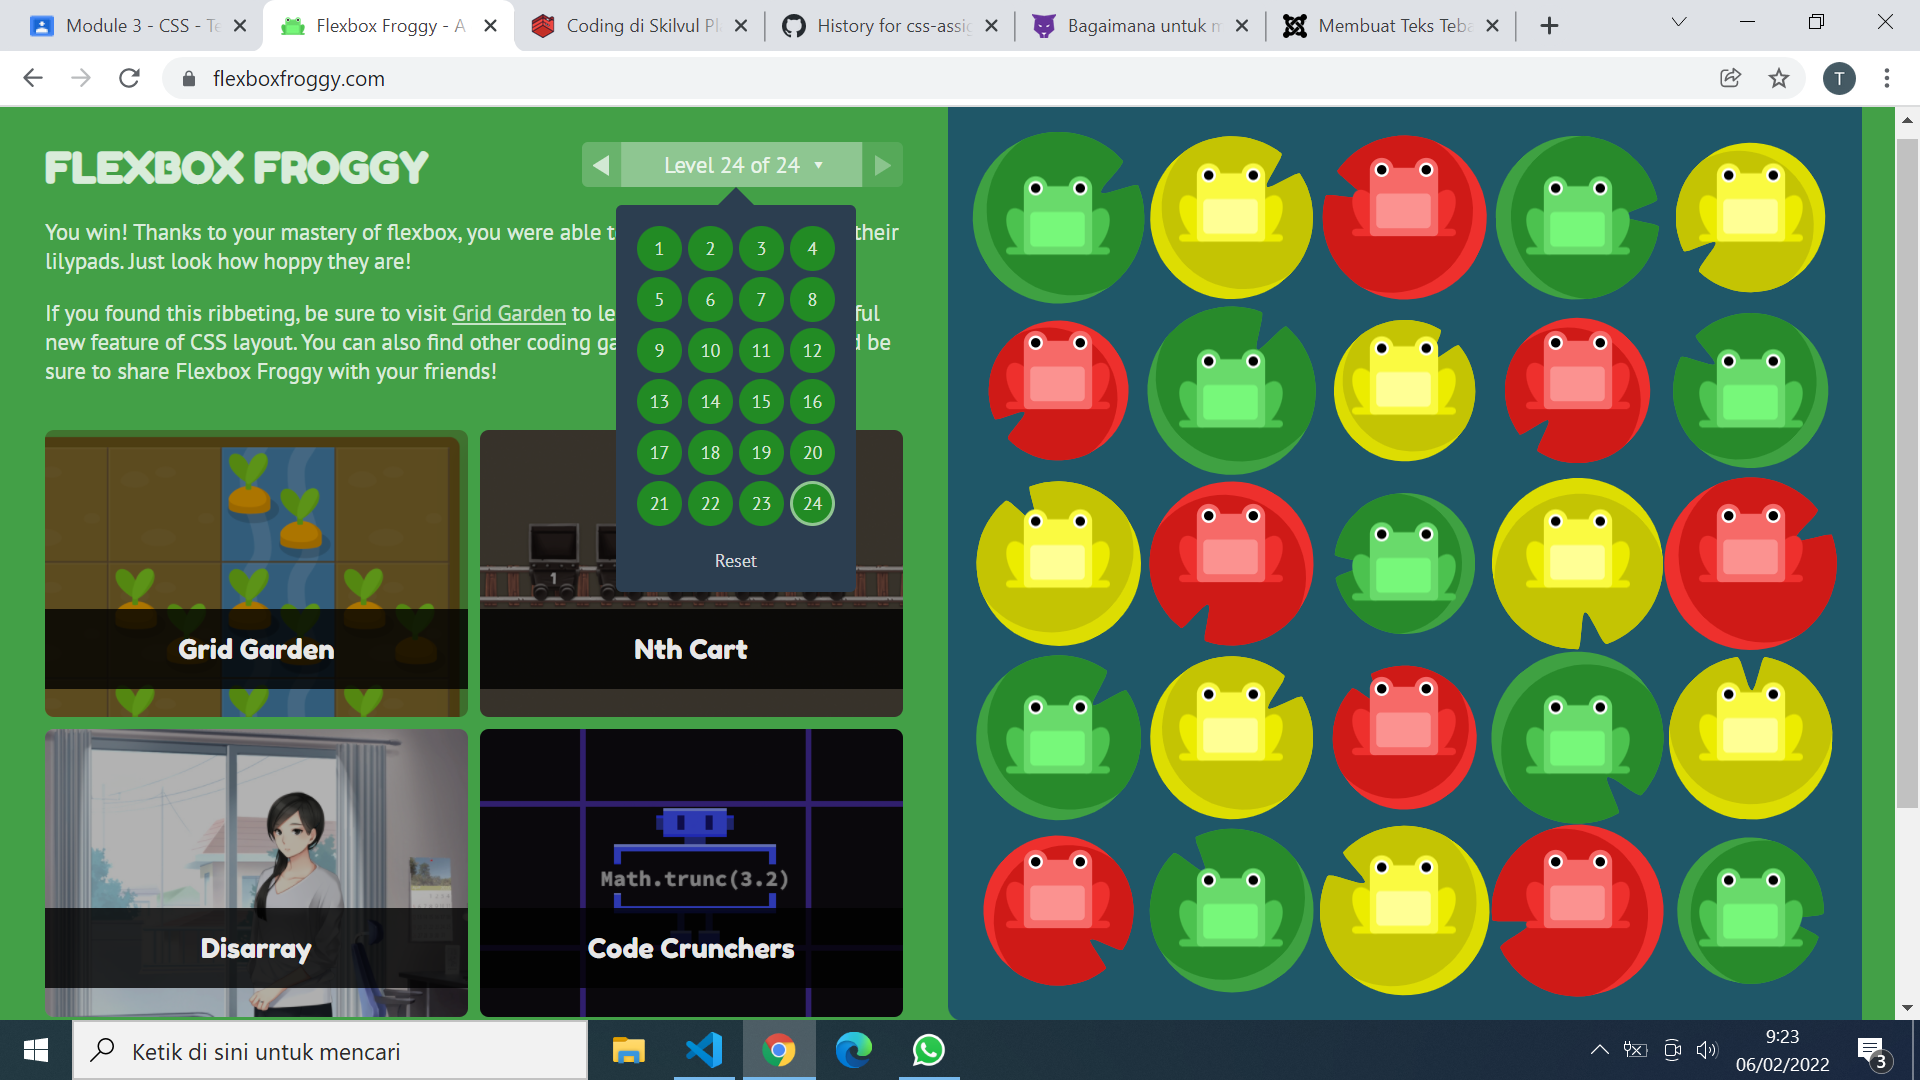 Module 3 - CSS - Te
Flexbox Froggy - A
Coding di Skilvul Pl
History for css-assig
Bagaimana untuk m
Membuat Teks Teba
flexboxfroggy.com
T
FLEXBOX FROGGY
Level 24 of 24
You win! Thanks to your mastery of flexbox, you were able t their
lilypads. Just look how hoppy they are!
If you found this ribbeting, be sure to visit Grid Garden to le ful
new feature of CSS layout. You can also find other coding ga d be
sure to share Flexbox Froggy with your friends!
1 2 3 4
5 6 7 8
9 10 11 12
13 14 15 16
17 18 19 20
21 22 23 24
Reset
1
Grid Garden
Nth Cart
Math.trunc(3.2)
Disarray
Code Crunchers
Ketik di sini untuk mencari
9:23
06/02/2022
3